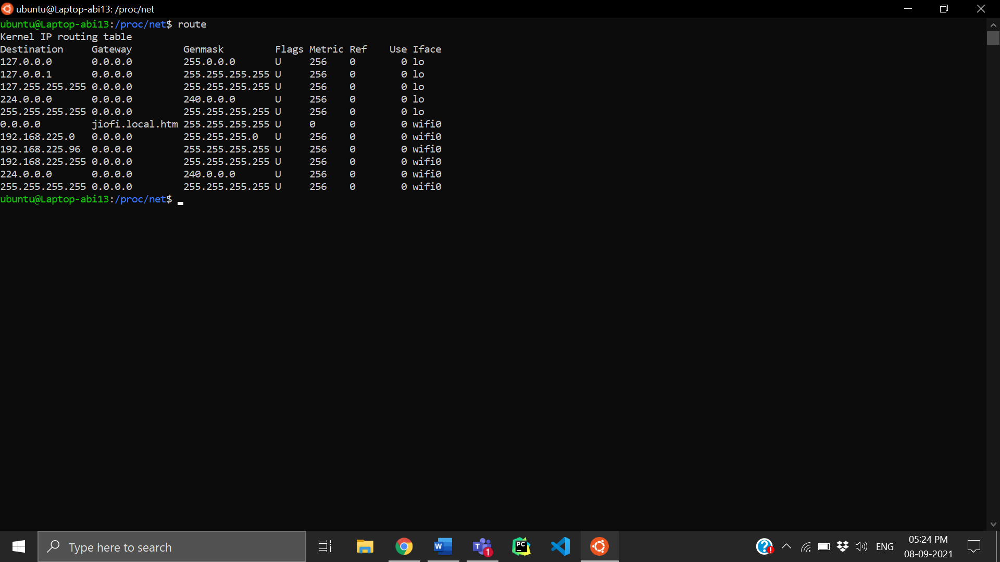 ubuntu@Laptop-abi13: /proc/net
ubuntu@Laptop-abi13:/proc/net$ route
Kernel IP routing table
Destination     Gateway         Genmask         Flags Metric Ref    Use Iface
127.0.0.0       0.0.0.0         255.0.0.0       U     256    0        0 lo
127.0.0.1       0.0.0.0         255.255.255.255 U     256    0        0 lo
127.255.255.255 0.0.0.0         255.255.255.255 U     256    0        0 lo
224.0.0.0       0.0.0.0         240.0.0.0       U     256    0        0 lo
255.255.255.255 0.0.0.0         255.255.255.255 U     256    0        0 lo
0.0.0.0         jiofi.local.htm 255.255.255.255 U     0      0        0 wifi0
192.168.225.0   0.0.0.0         255.255.255.0   U     256    0        0 wifi0
192.168.225.96  0.0.0.0         255.255.255.255 U     256    0        0 wifi0
192.168.225.255 0.0.0.0         255.255.255.255 U     256    0        0 wifi0
224.0.0.0       0.0.0.0         240.0.0.0       U     256    0        0 wifi0
255.255.255.255 0.0.0.0         255.255.255.255 U     256    0        0 wifi0
ubuntu@Laptop-abi13:/proc/net$
Type here to search
W
T 1
PC
ENG
05:24 PM
08-09-2021